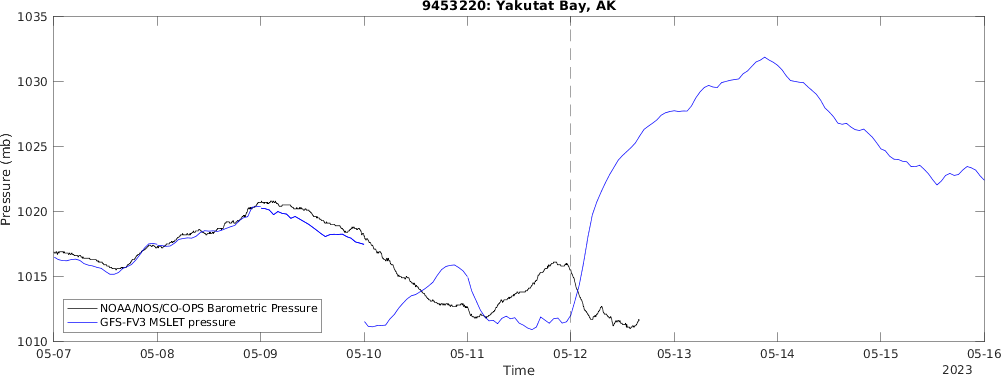 9453220: Yakutat Bay, AK
Pressure (mb)
1035
1030
1025
1020
1015
1010
NOAA/NOS/CO-OPS Barometric Pressure
GFS-FV3 MSLET pressure
05-07 05-08 05-09 05-10 05-11 05-12 05-13 05-14 05-15 05-16
Time
2023